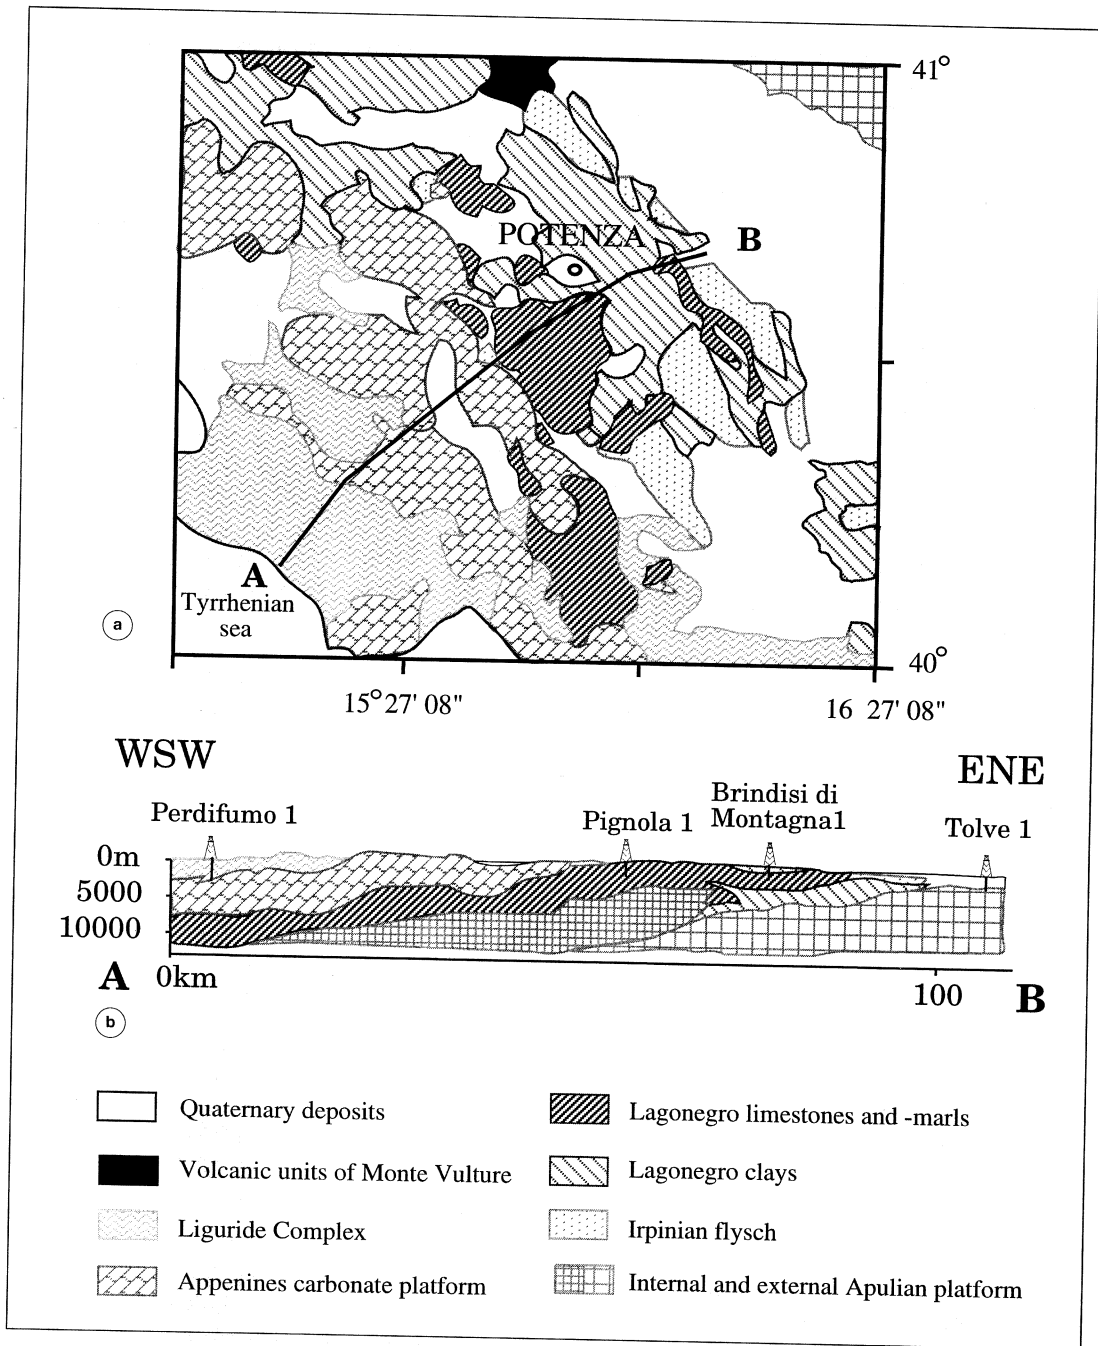 41°
POTENZA
B
A
Tyrrhenian
sea
a
40°
15°27' 08"
16 27' 08"
WSW
ENE
Perdifumo 1
Pignola 1
Brindisi di
Montagna1
Tolve 1
0m
5000
10000
A
0km
100
B
b
Quaternary deposits
Lagonegro limestones and -marls
Volcanic units of Monte Vulture
Lagonegro clays
Liguride Complex
Irpinian flysch
Appenines carbonate platform
Internal and external Apulian platform